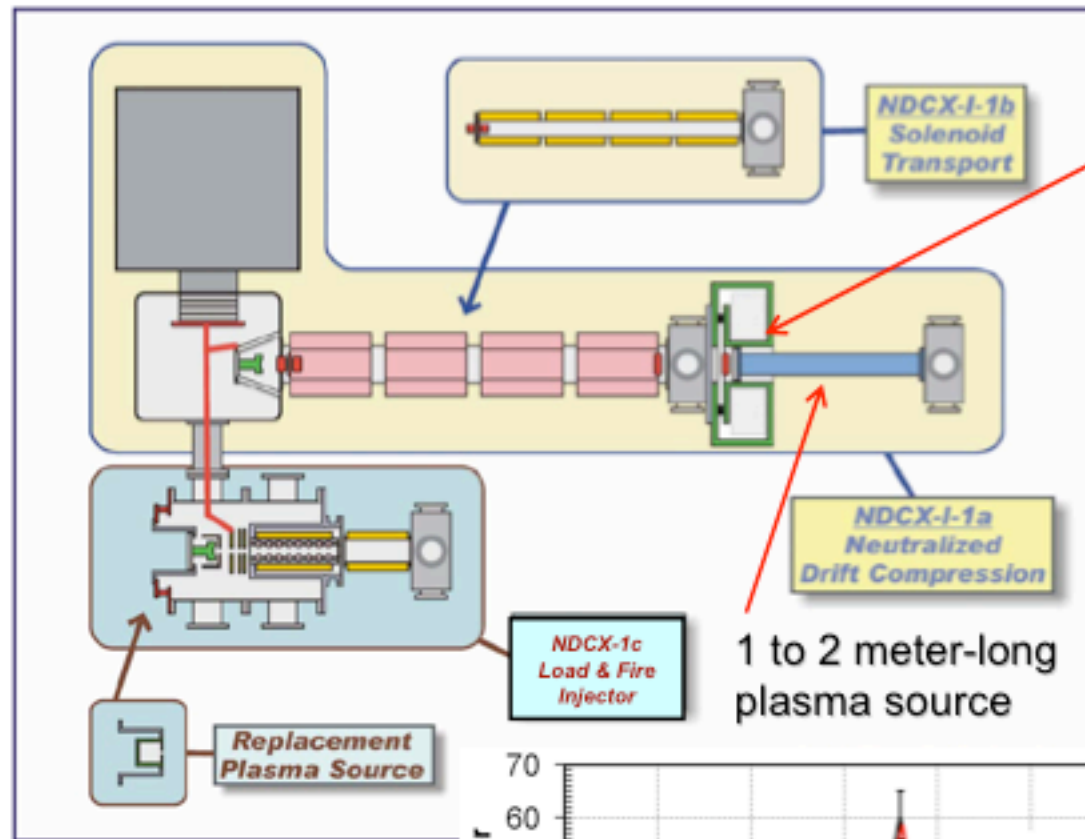 NDCX-I-1b
Solenoid
Transport
NDCX-I-1a
Neutralized
Drift Compression
NDCX-1c
Load & Fire
Injector
1 to 2 meter-long
plasma source
Replacement
Plasma Source
70
60